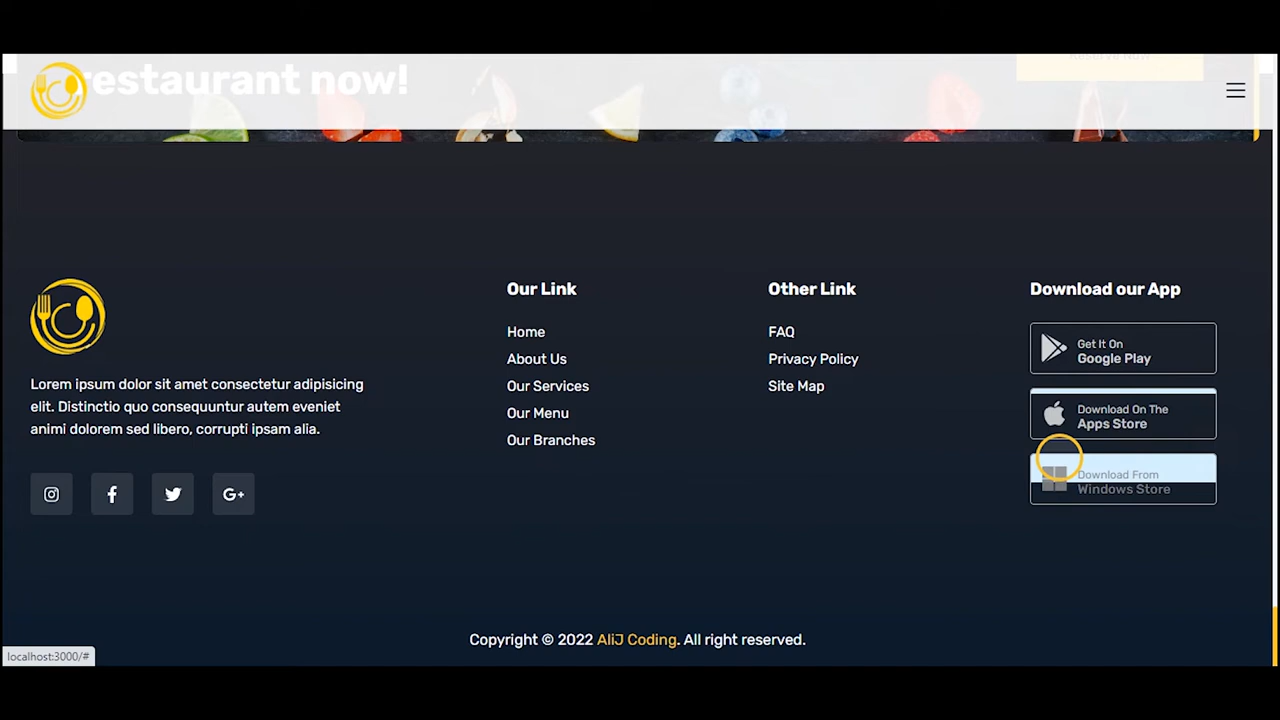 restaurant now!
Reserve Now
Our Link
Home
About Us
Our Services
Our Menu
Our Branches
Other Link
FAQ
Privacy Policy
Site Map
Download our App
Get It On
Google Play
Download On The
Apps Store
Download From
Windows Store
Lorem ipsum dolor sit amet consectetur adipisicing
elit. Distinctio quo consequuntur autem eveniet
animi dolorem sed libero, corrupti ipsam alia.
G+
Copyright © 2022 AliJ Coding. All right reserved.
localhost:3000/#